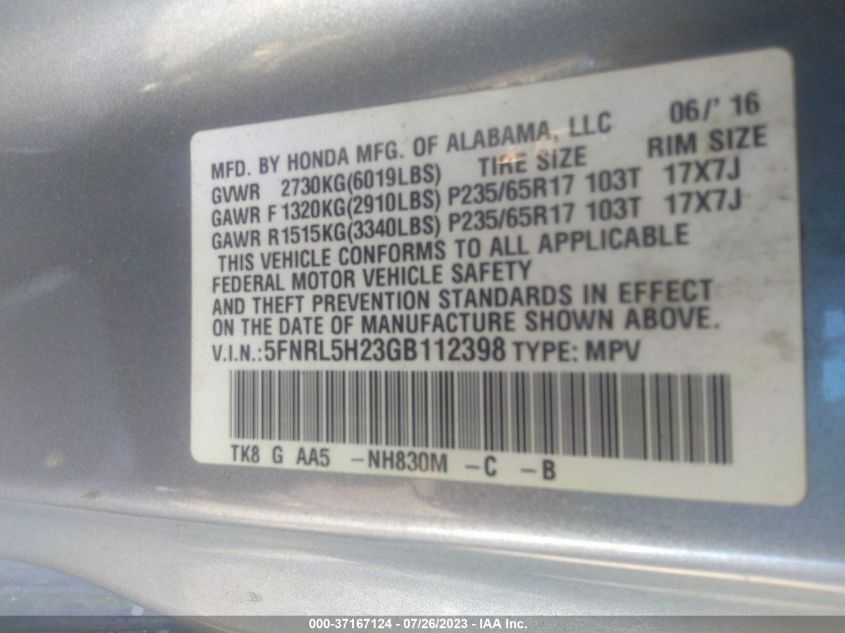 MFD. BY HONDA MFG. OF ALABAMA, LLC 06/' 16
GVWR 2730KG(6019LBS) TIRE SIZE RIM SIZE
GAWR F1320KG(2910LBS) P235/65R17 103T 17X7J
GAWR R1515KG(3340LBS) P235/65R17 103T 17X7J
THIS VEHICLE CONFORMS TO ALL APPLICABLE
FEDERAL MOTOR VEHICLE SAFETY
AND THEFT PREVENTION STANDARDS IN EFFECT
ON THE DATE OF MANUFACTURE SHOWN ABOVE.
V.I.N.:5FNRL5H23GB112398 TYPE: MPV
TK8 G AA5 -NH830M -C -B
000-37167124 - 07/26/2023 - IAA Inc.